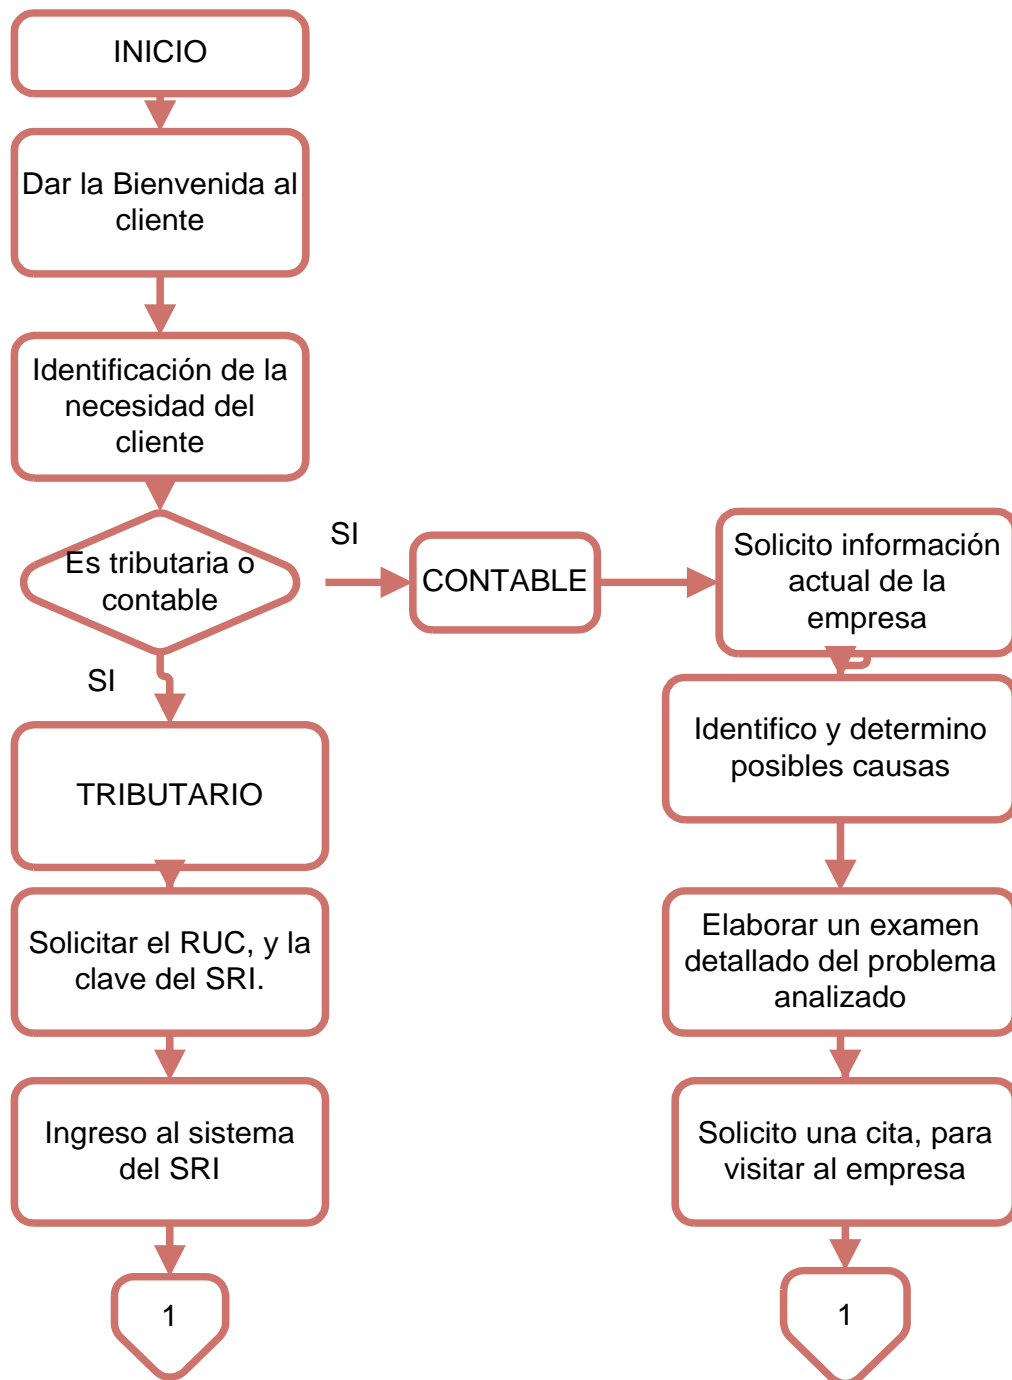 INICIO
Dar la Bienvenida al
cliente
Identificación de la
necesidad del
cliente
Es tributaria o
contable
SI
CONTABLE
Solicito información
actual de la
empresa
Identifico y determino
posibles causas
Elaborar un examen
detallado del problema
analizado
Solicito una cita, para
visitar al empresa
1
SI
TRIBUTARIO
Solicitar el RUC, y la
clave del SRI.
Ingreso al sistema
del SRI
1